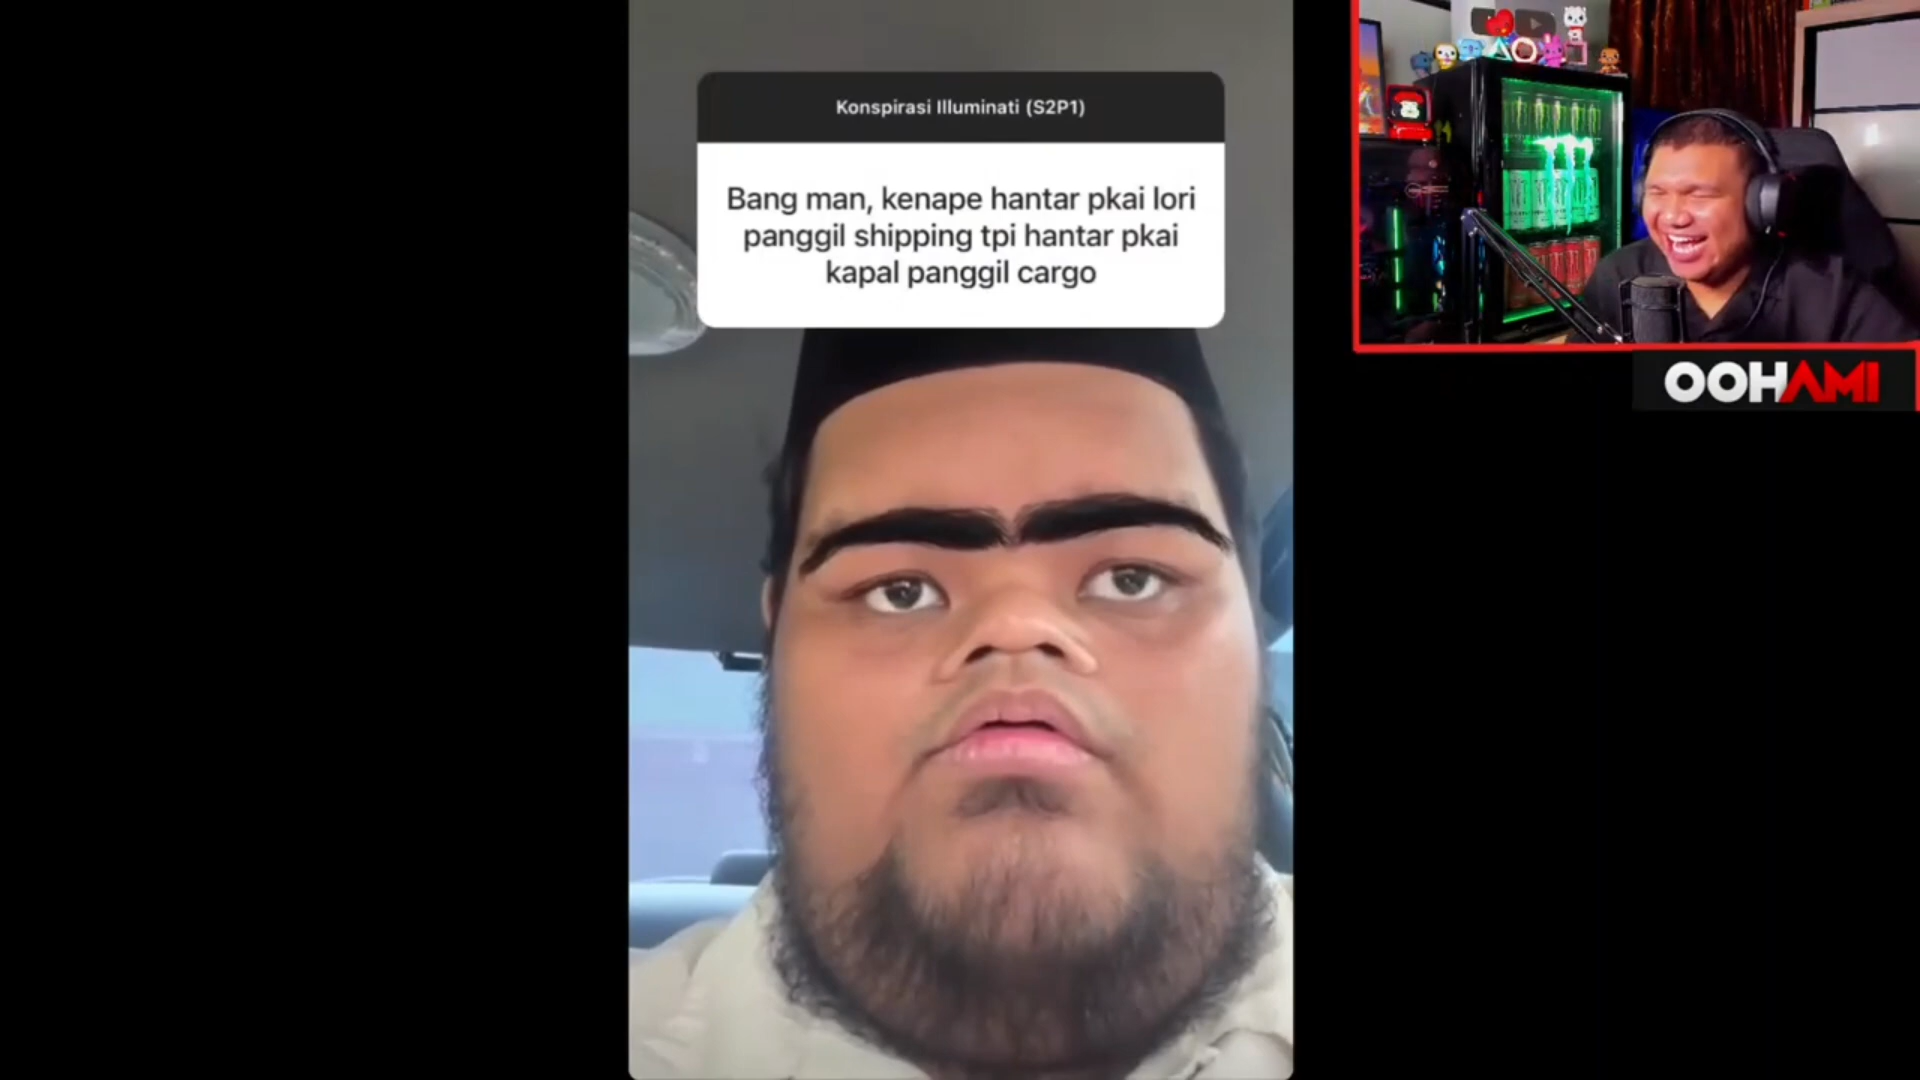 Konspirasi Illuminati (S2P1)
Bang man, kenape hantar pkai lori
panggil shipping tpi hantar pkai
kapal panggil cargo
OOHAMI